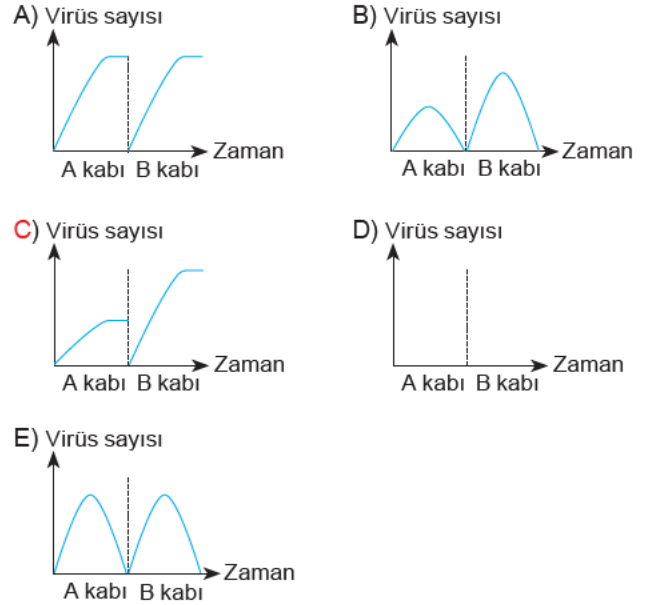 A) Virüs sayısı
Zaman
A kabı B kabı
B) Virüs sayısı
Zaman
A kabı B kabı
C) Virüs sayısı
Zaman
A kabı B kabı
D) Virüs sayısı
Zaman
A kabı B kabı
E) Virüs sayısı
Zaman
A kabı B kabı